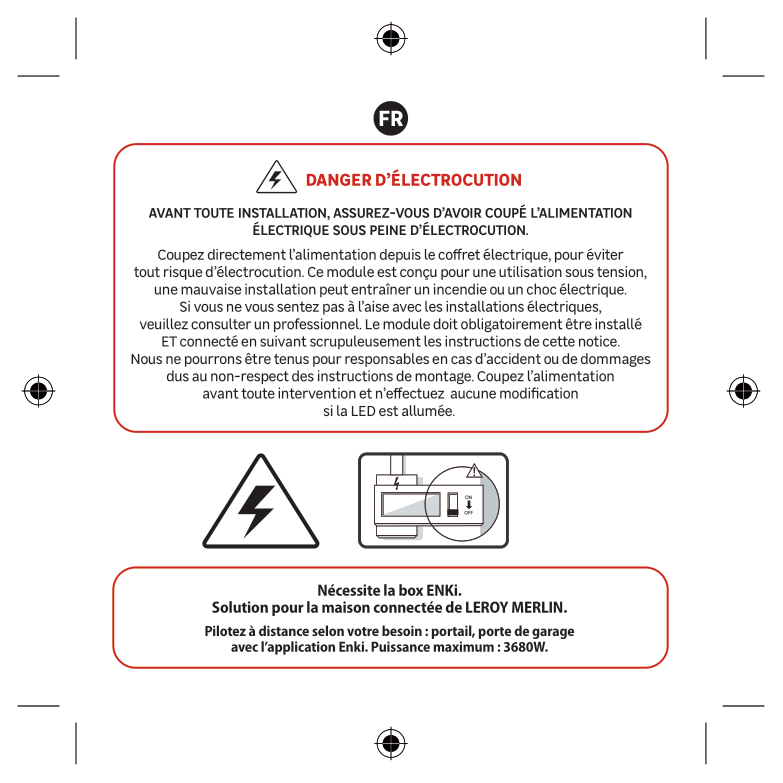 FR
DANGER D'ÉLECTROCUTION
AVANT TOUTE INSTALLATION, ASSUREZ-VOUS D'AVOIR COUPÉ L'ALIMENTATION
ÉLECTRIQUE SOUS PEINE D'ÉLECTROCUTION.
Coupez directement l'alimentation depuis le coffret électrique, pour éviter
tout risque d'électrocution. Ce module est conçu pour une utilisation sous tension,
une mauvaise installation peut entraîner un incendie ou un choc électrique.
Si vous ne vous sentez pas à l'aise avec les installations électriques,
veuillez consulter un professionnel. Le module doit obligatoirement être installé
ET connecté en suivant scrupuleusement les instructions de cette notice.
Nous ne pourrons être tenus pour responsables en cas d'accident ou de dommages
dus au non-respect des instructions de montage. Coupez l'alimentation
avant toute intervention et n'effectuez aucune modification
si la LED est allumée.
ON
OFF
Nécessite la box ENKi.
Solution pour la maison connectée de LEROY MERLIN.
Pilotez à distance selon votre besoin : portail, porte de garage
avec l'application Enki. Puissance maximum : 3680W.